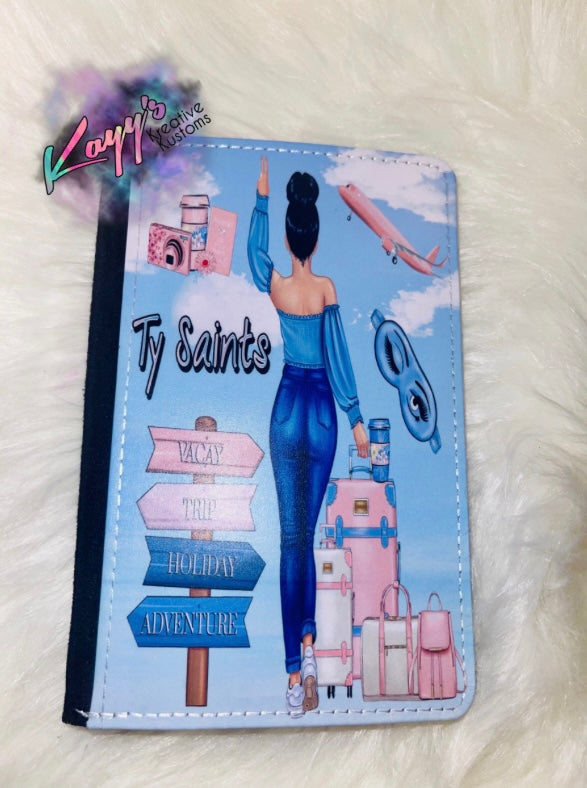 Kayy's
Kreative
Kustoms
Ty Saints
VACAY
TRIP
HOLIDAY
ADVENTURE